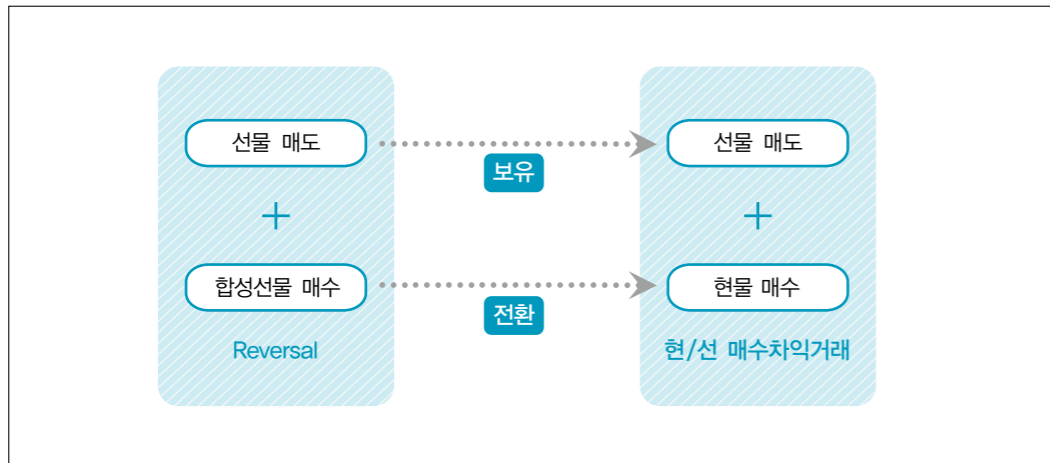 선물 매도
선물 매도
보유
+
+
합성선물 매수
현물 매수
전환
Reversal
현/선 매수차익거래